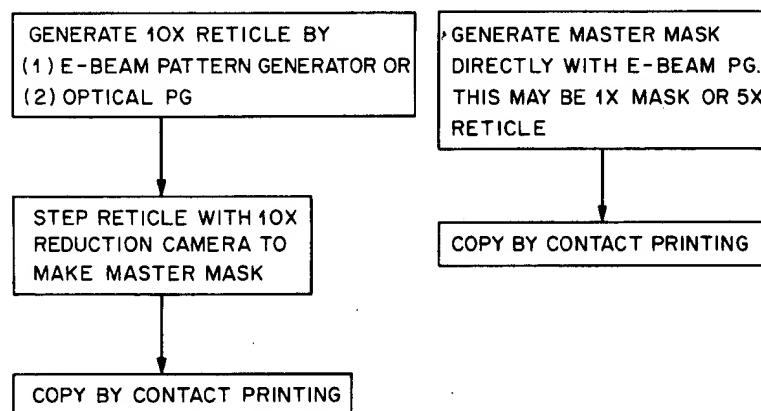 GENERATE 10X RETICLE BY
(1) E-BEAM PATTERN GENERATOR OR
(2) OPTICAL PG
STEP RETICLE WITH 10X
REDUCTION CAMERA TO
MAKE MASTER MASK
COPY BY CONTACT PRINTING
GENERATE MASTER MASK
DIRECTLY WITH E-BEAM PG.
THIS MAY BE 1X MASK OR 5X
RETICLE
COPY BY CONTACT PRINTING